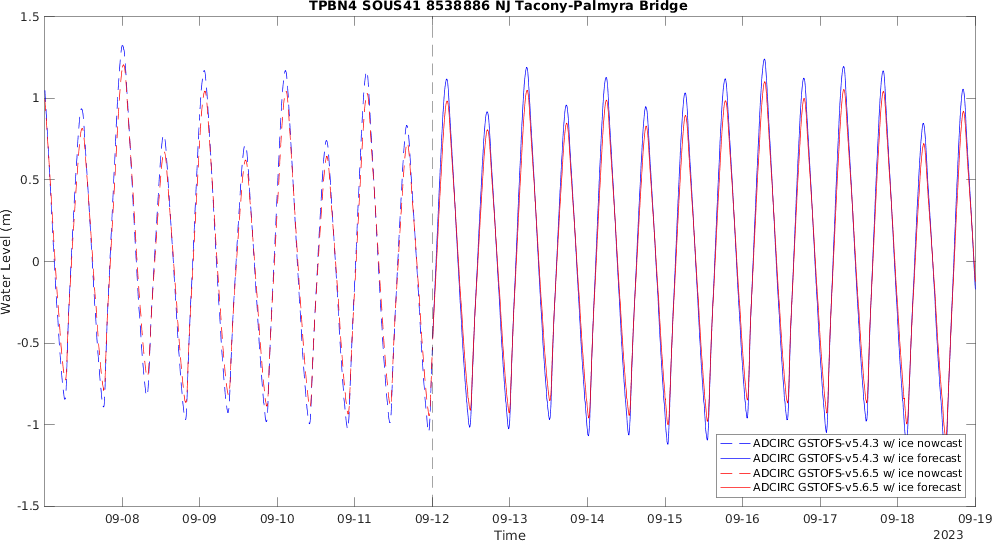 TPBN4 SOUS41 8538886 NJ Tacony-Palmyra Bridge
1.5
1
0.5
0
-0.5
-1
-1.5
Water Level (m)
ADCIRC GSTOFS-v5.4.3 w/ ice nowcast
ADCIRC GSTOFS-v5.4.3 w/ ice forecast
ADCIRC GSTOFS-v5.6.5 w/ ice nowcast
ADCIRC GSTOFS-v5.6.5 w/ ice forecast
09-08 09-09 09-10 09-11 09-12 09-13 09-14 09-15 09-16 09-17 09-18 09-19
Time
2023